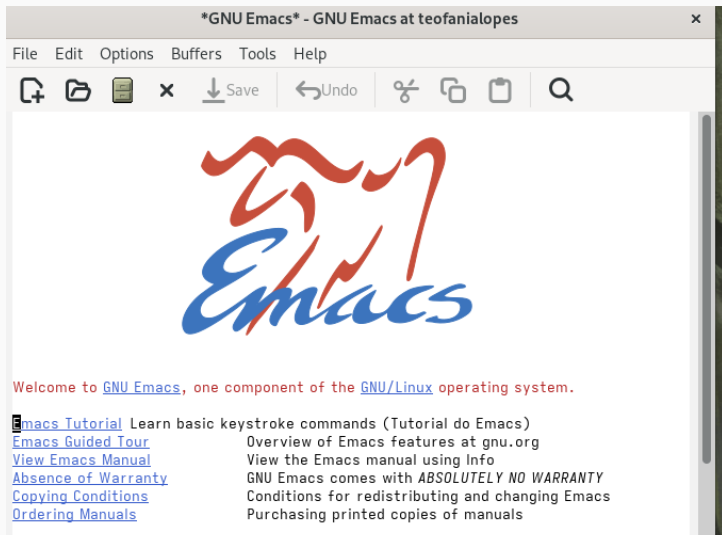 *GNU Emacs* - GNU Emacs at teofanialopes
File Edit Options Buffers Tools Help
Save Undo
Emacs
Welcome to GNU Emacs, one component of the GNU/Linux operating system.
Emacs Tutorial Learn basic keystroke commands (Tutorial do Emacs)
Emacs Guided Tour Overview of Emacs features at gnu.org
View Emacs Manual View the Emacs manual using Info
Absence of Warranty GNU Emacs comes with ABSOLUTELY NO WARRANTY
Copying Conditions Conditions for redistributing and changing Emacs
Ordering Manuals Purchasing printed copies of manuals